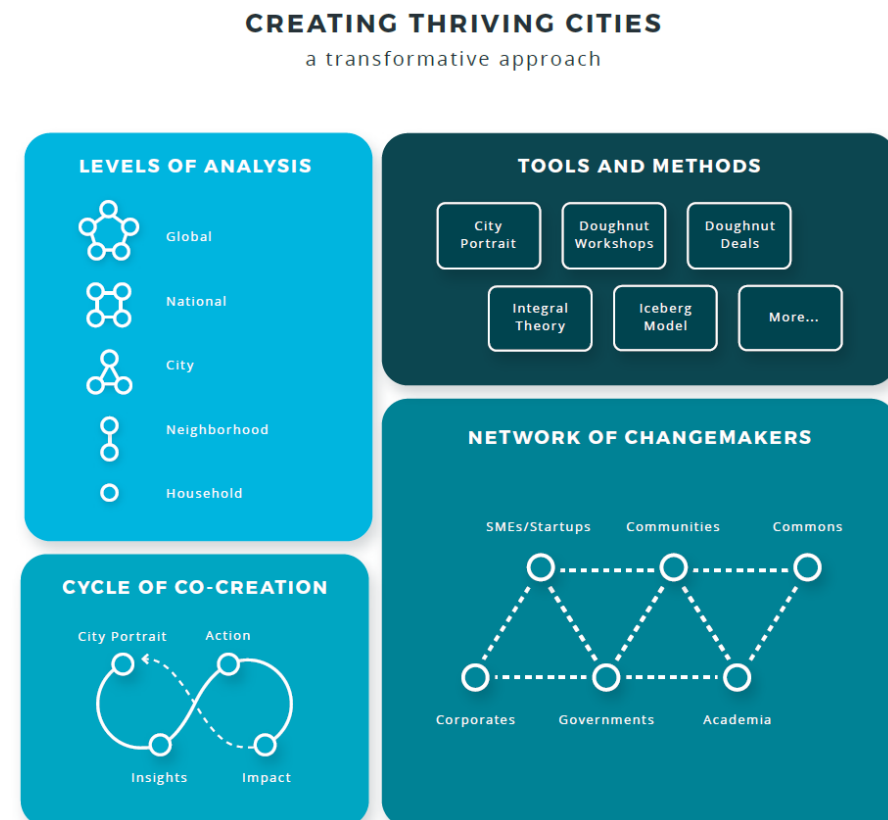 CREATING THRIVING CITIES
a transformative approach
LEVELS OF ANALYSIS
Global
National
City
Neighborhood
Household
TOOLS AND METHODS
City
Portrait
Doughnut
Workshops
Doughnut
Deals
Integral
Theory
Iceberg
Model
More...
CYCLE OF CO-CREATION
City Portrait
Action
Insights
Impact
NETWORK OF CHANGEMAKERS
SMEs/Startups
Communities
Commons
Corporates
Governments
Academia